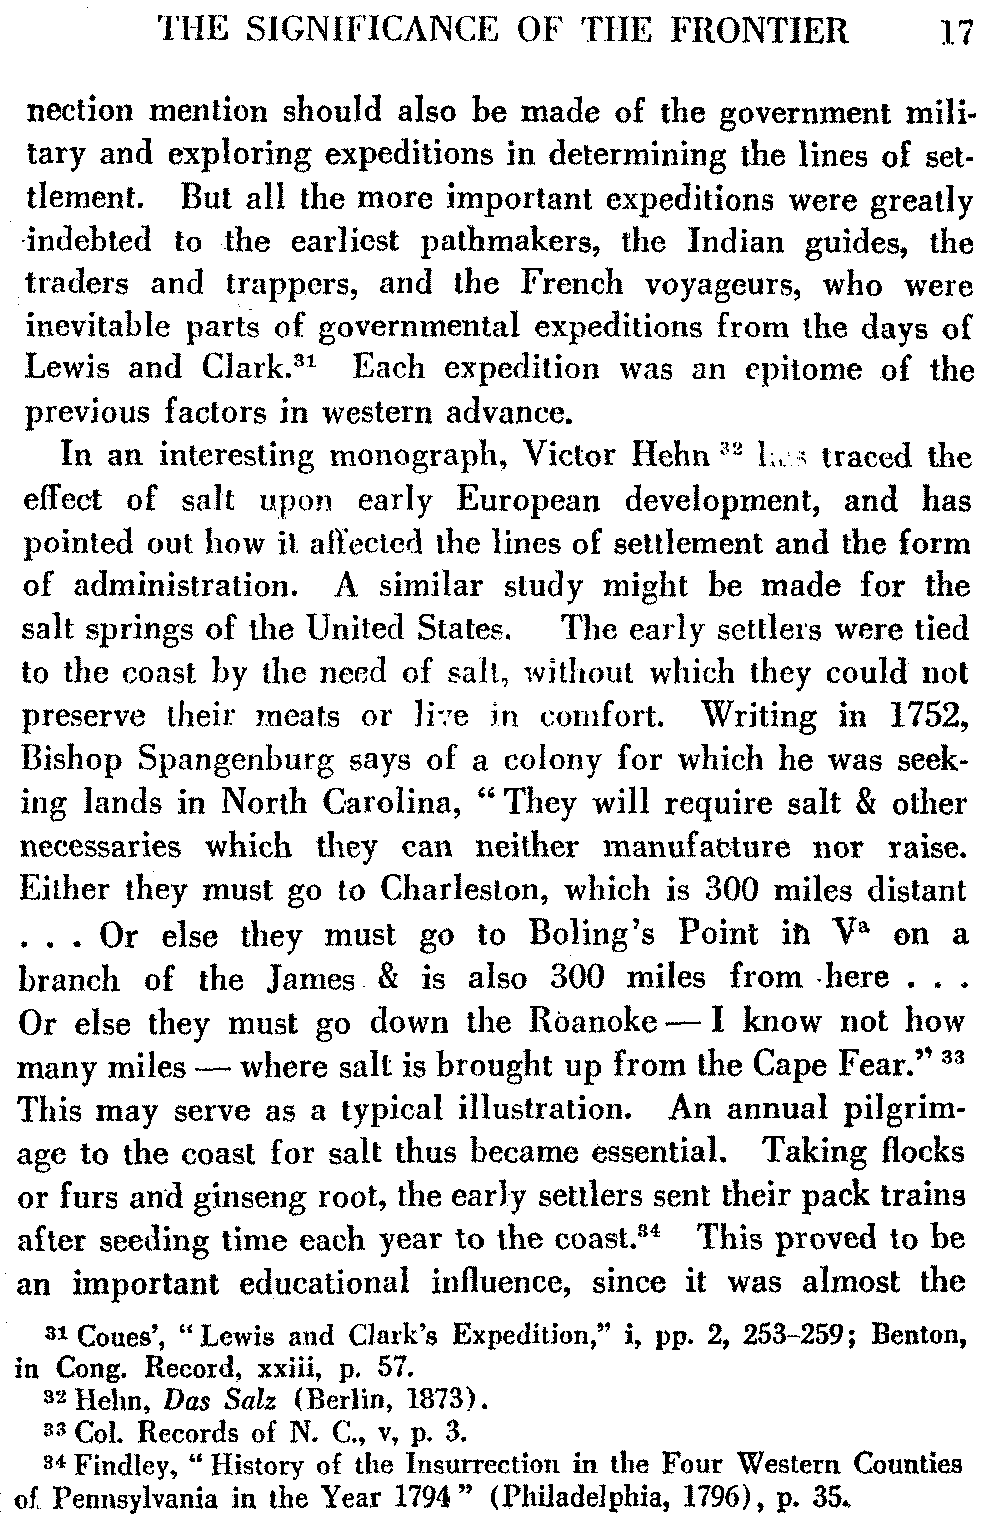 THE SIGNIFICANCE OF THE FRONTIER 17
nection mention should also be made of the government mili-
tary and exploring expeditions in determining the lines of set-
tlement. But all the more important expeditions were greatly
indebted to the earliest pathmakers, the Indian guides, the
traders and trappers, and the French voyageurs, who were
inevitable parts of governmental expeditions from the days of
Lewis and Clark.³¹ Each expedition was an epitome of the
previous factors in western advance.
In an interesting monograph, Victor Hehn ³² has traced the
effect of salt upon early European development, and has
pointed out how it affected the lines of settlement and the form
of administration. A similar study might be made for the
salt springs of the United States. The early settlers were tied
to the coast by the need of salt, without which they could not
preserve their meats or live in comfort. Writing in 1752,
Bishop Spangenburg says of a colony for which he was seek-
ing lands in North Carolina, “They will require salt & other
necessaries which they can neither manufacture nor raise.
Either they must go to Charleston, which is 300 miles distant
. . . Or else they must go to Boling's Point in Vᵃ on a
branch of the James & is also 300 miles from here . . .
Or else they must go down the Roanoke — I know not how
many miles — where salt is brought up from the Cape Fear.” ³³
This may serve as a typical illustration. An annual pilgrim-
age to the coast for salt thus became essential. Taking flocks
or furs and ginseng root, the early settlers sent their pack trains
after seeding time each year to the coast.³⁴ This proved to be
an important educational influence, since it was almost the
³¹ Coues', “Lewis and Clark's Expedition,” i, pp. 2, 253–259; Benton,
in Cong. Record, xxiii, p. 57.
³² Hehn, Das Salz (Berlin, 1873).
³³ Col. Records of N. C., v, p. 3.
³⁴ Findley, “History of the Insurrection in the Four Western Counties
of Pennsylvania in the Year 1794” (Philadelphia, 1796), p. 35.